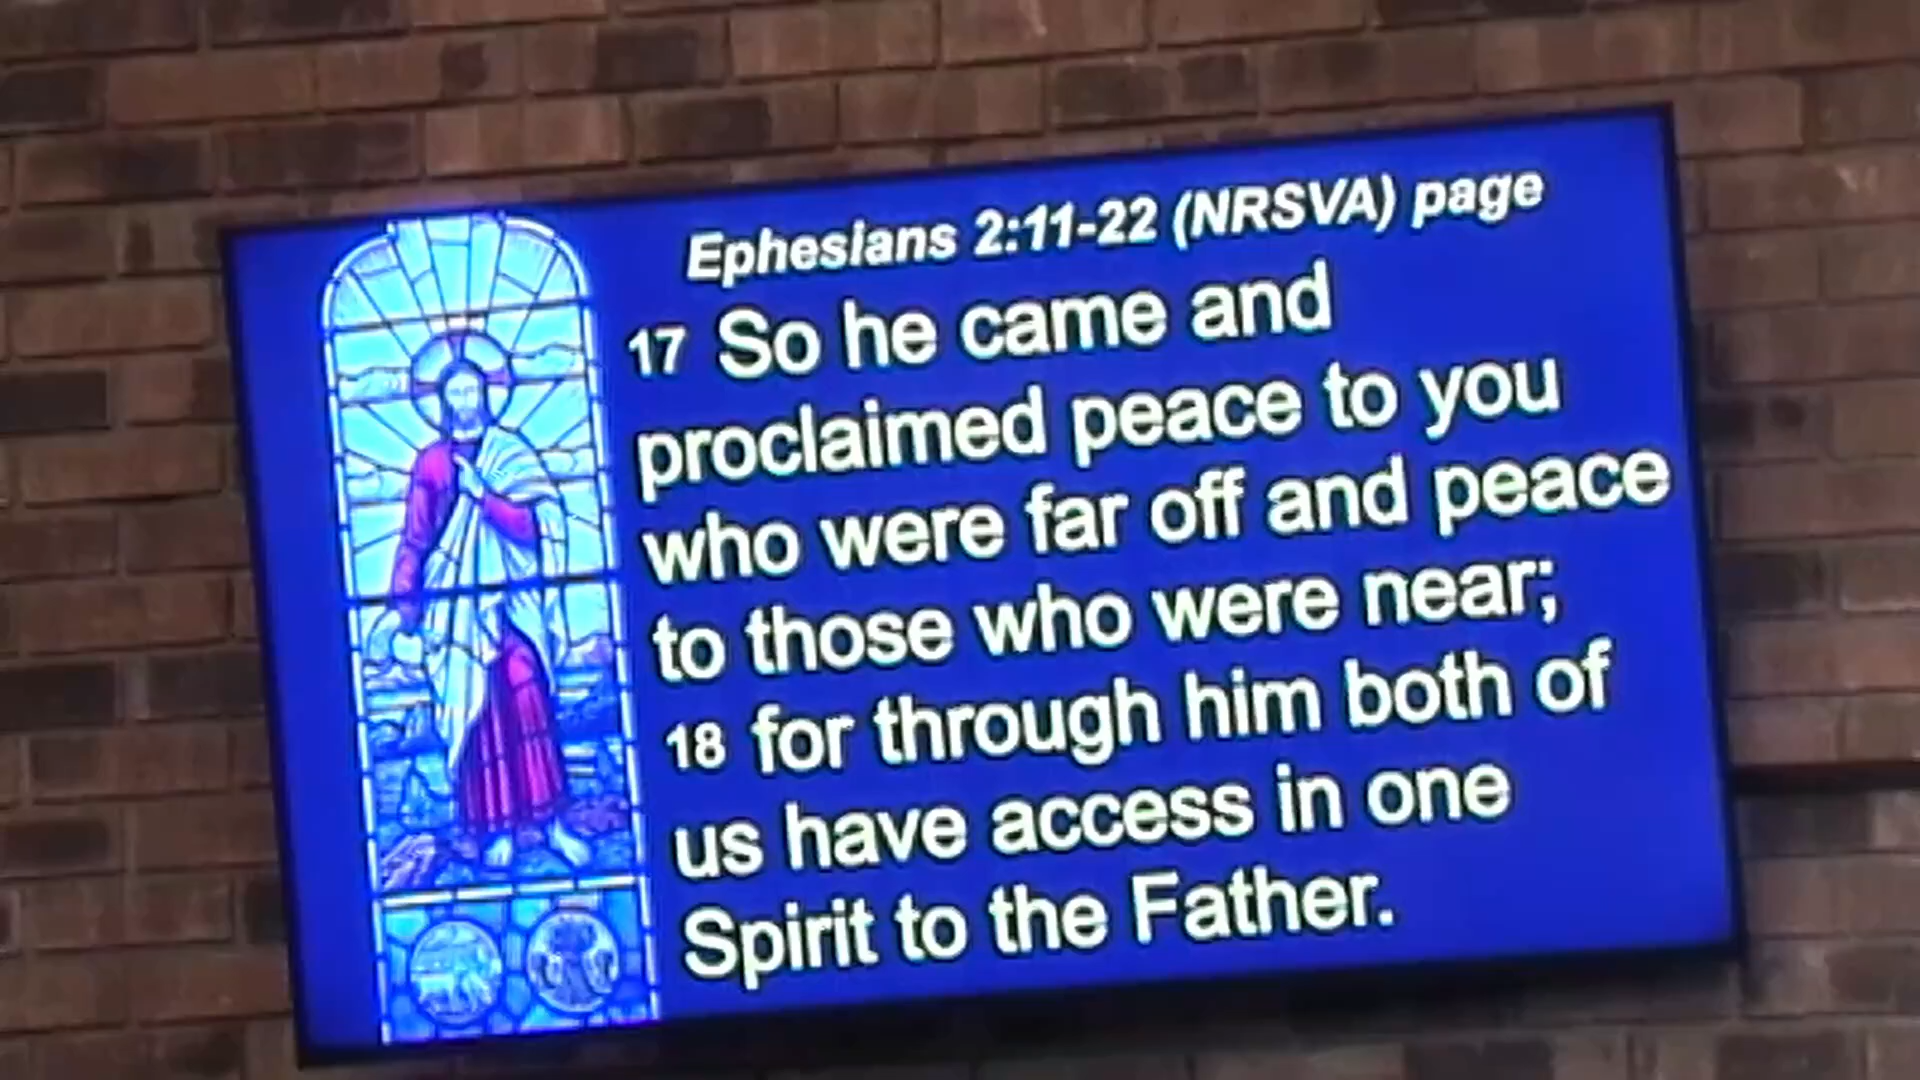 Ephesians 2:11-22 (NRSVA) page
17 So he came and
proclaimed peace to you
who were far off and peace
to those who were near;
18 for through him both of
us have access in one
Spirit to the Father.